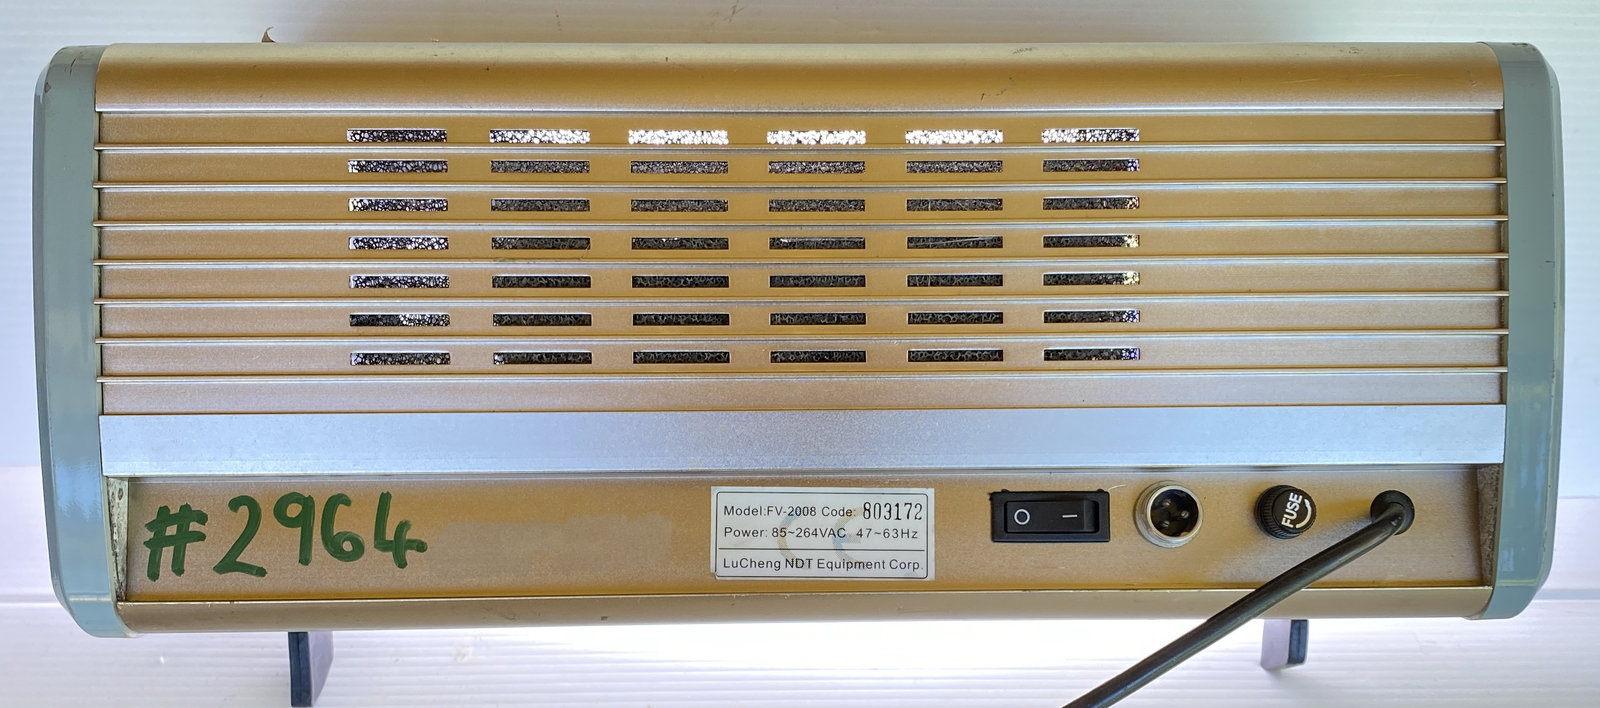 #2964
Model:FV-2008 Code: 803172
Power: 85~264VAC 47~63Hz
LuCheng NDT Equipment Corp.
O —
FUSE